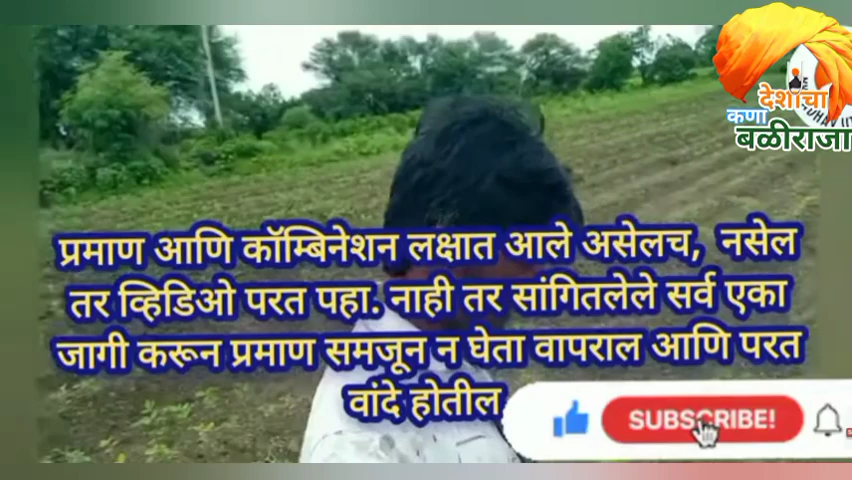 देशाचा
कणा
बळीराजा
प्रमाण आणि कॉम्बिनेशन लक्षात आले असेलच, नसेल
तर व्हिडिओ परत पहा. नाही तर सांगितलेले सर्व एका
जागी करून प्रमाण समजून न घेता वापराल आणि परत
वांदे होतील
SUBSCRIBE!